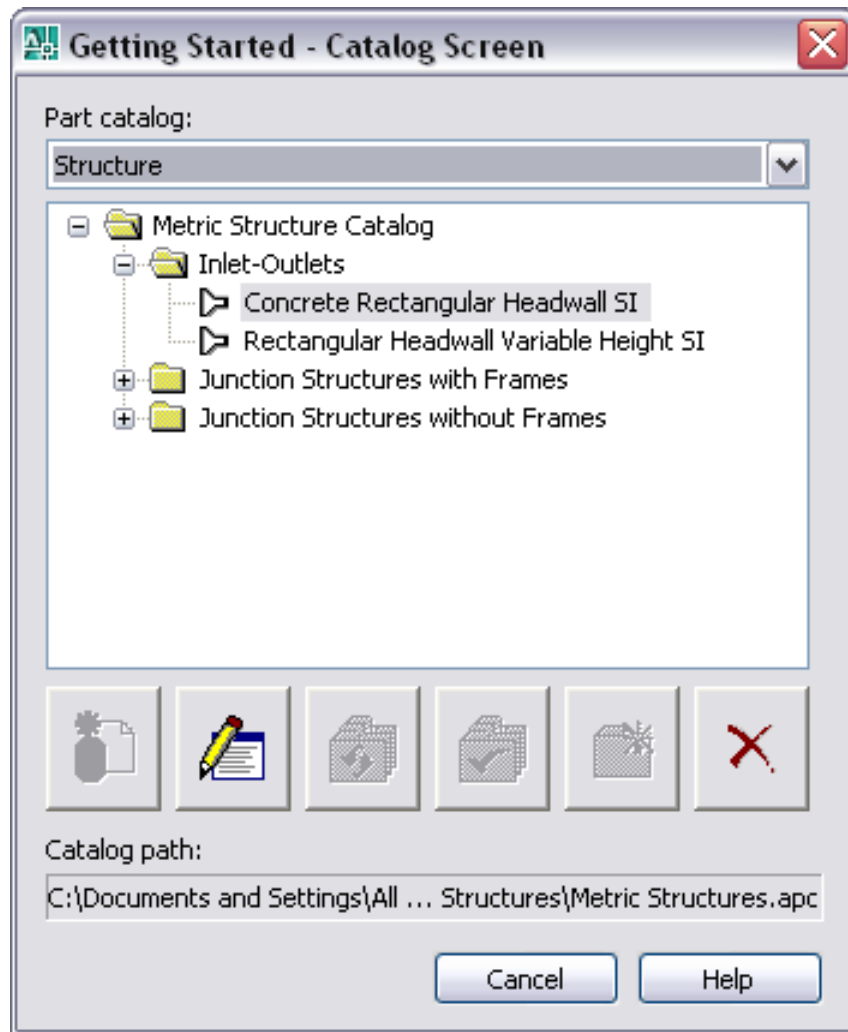 Getting Started - Catalog Screen
Part catalog:
Structure
Metric Structure Catalog
Inlet-Outlets
Concrete Rectangular Headwall SI
Rectangular Headwall Variable Height SI
Junction Structures with Frames
Junction Structures without Frames
Catalog path:
C:\Documents and Settings\All ... Structures\Metric Structures.apc
Cancel Help